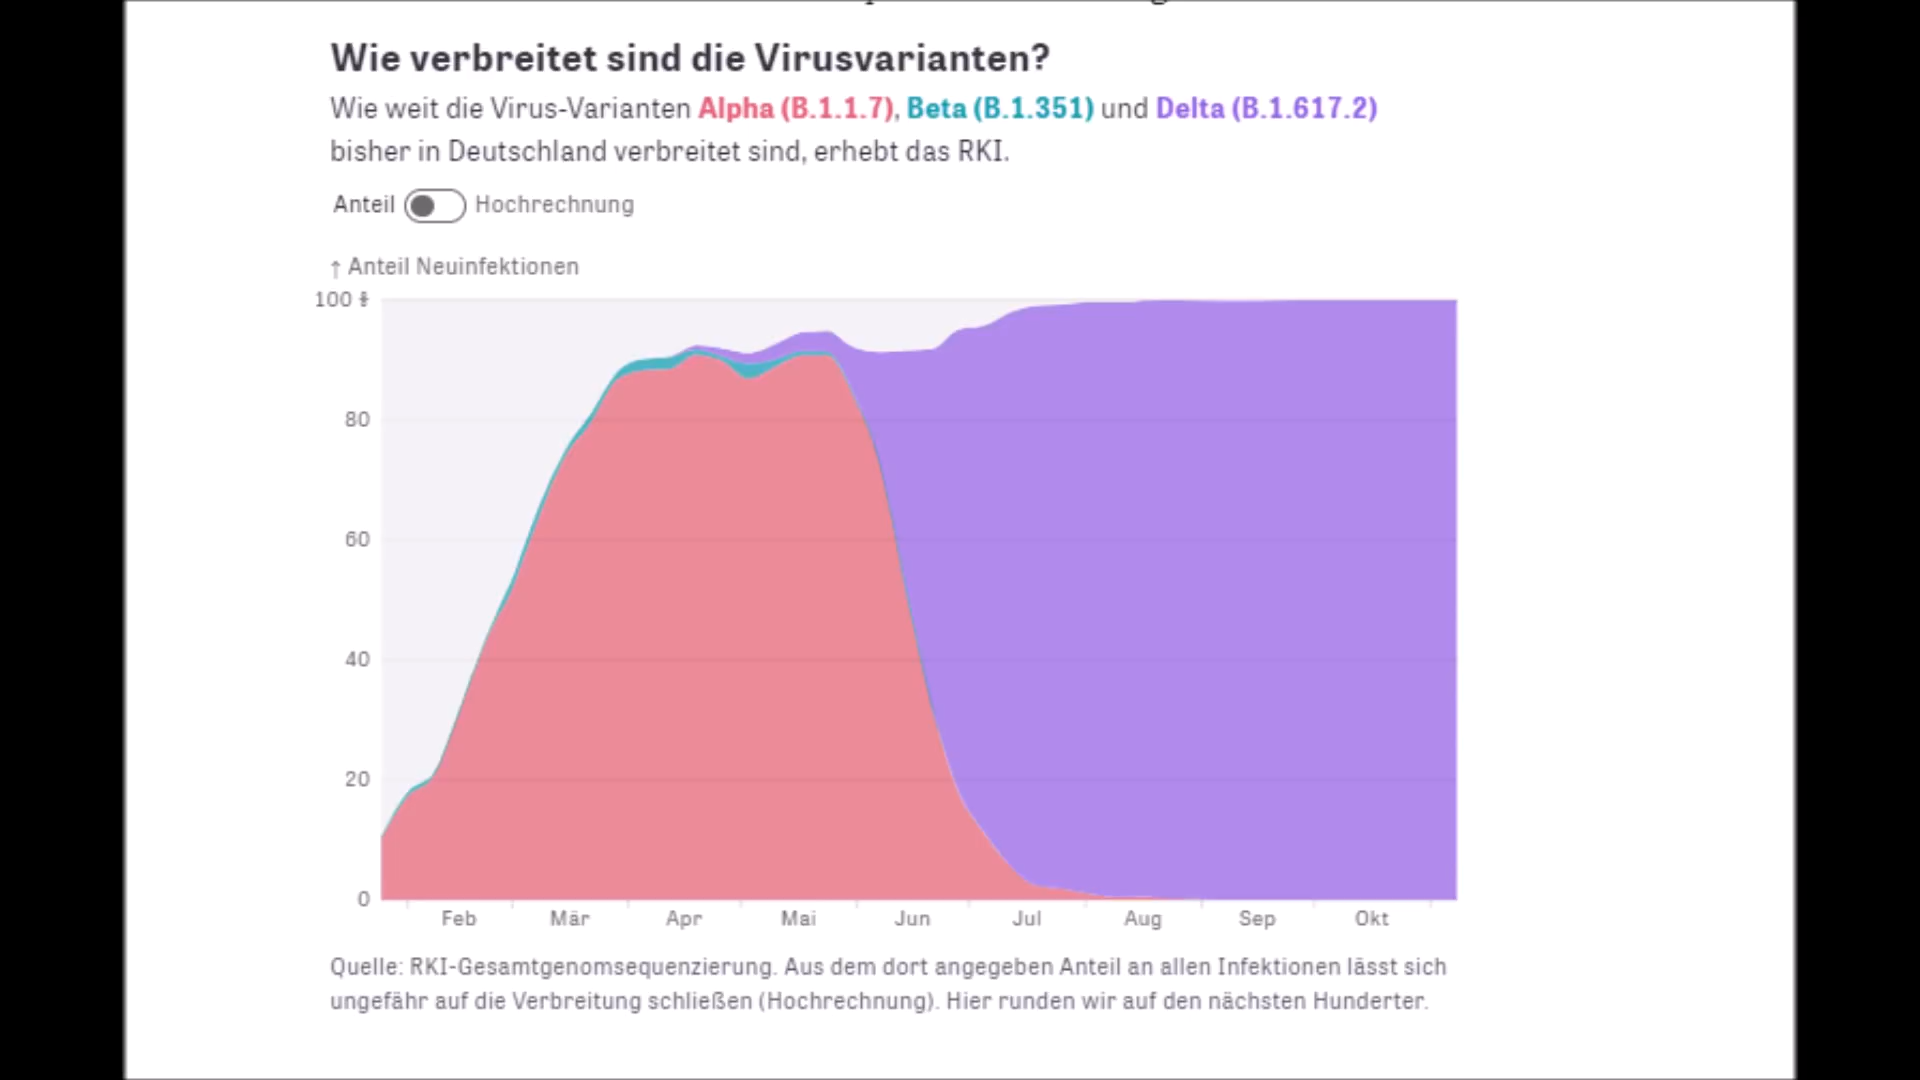 Wie verbreitet sind die Virusvarianten?
Wie weit die Virus-Varianten Alpha (B.1.1.7), Beta (B.1.351) und Delta (B.1.617.2)
bisher in Deutschland verbreitet sind, erhebt das RKI.
Anteil Hochrechnung
↑ Anteil Neuinfektionen
100 %
80
60
40
20
0
Feb Mär Apr Mai Jun Jul Aug Sep Okt
Quelle: RKI-Gesamtgenomsequenzierung. Aus dem dort angegeben Anteil an allen Infektionen lässt sich
ungefähr auf die Verbreitung schließen (Hochrechnung). Hier runden wir auf den nächsten Hunderter.